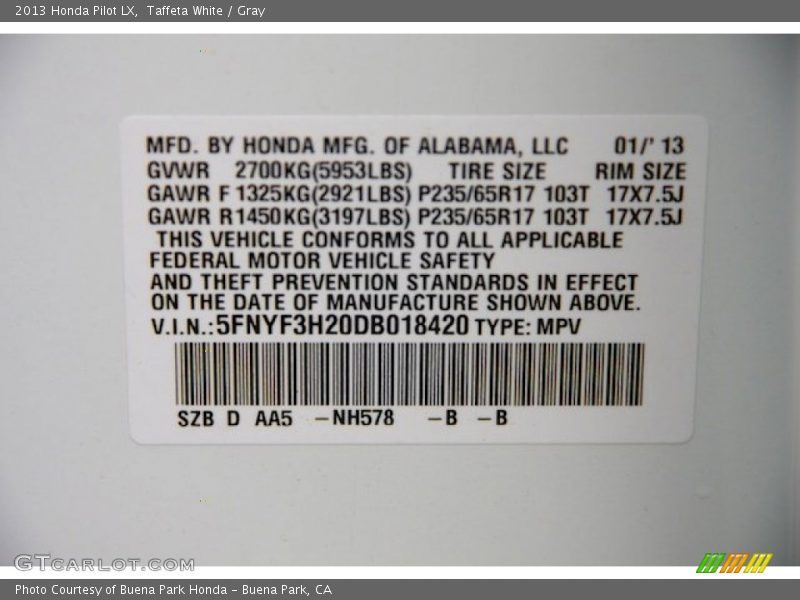 2013 Honda Pilot LX, Taffeta White / Gray
MFD. BY HONDA MFG. OF ALABAMA, LLC 01/' 13
GVWR 2700KG(5953LBS) TIRE SIZE RIM SIZE
GAWR F 1325KG(2921LBS) P235/65R17 103T 17X7.5J
GAWR R 1450KG(3197LBS) P235/65R17 103T 17X7.5J
THIS VEHICLE CONFORMS TO ALL APPLICABLE
FEDERAL MOTOR VEHICLE SAFETY
AND THEFT PREVENTION STANDARDS IN EFFECT
ON THE DATE OF MANUFACTURE SHOWN ABOVE.
V.I.N.:5FNYF3H20DB018420 TYPE: MPV
SZB D AA5 -NH578 -B -B
GTCARLOT.COM
Photo Courtesy of Buena Park Honda - Buena Park, CA